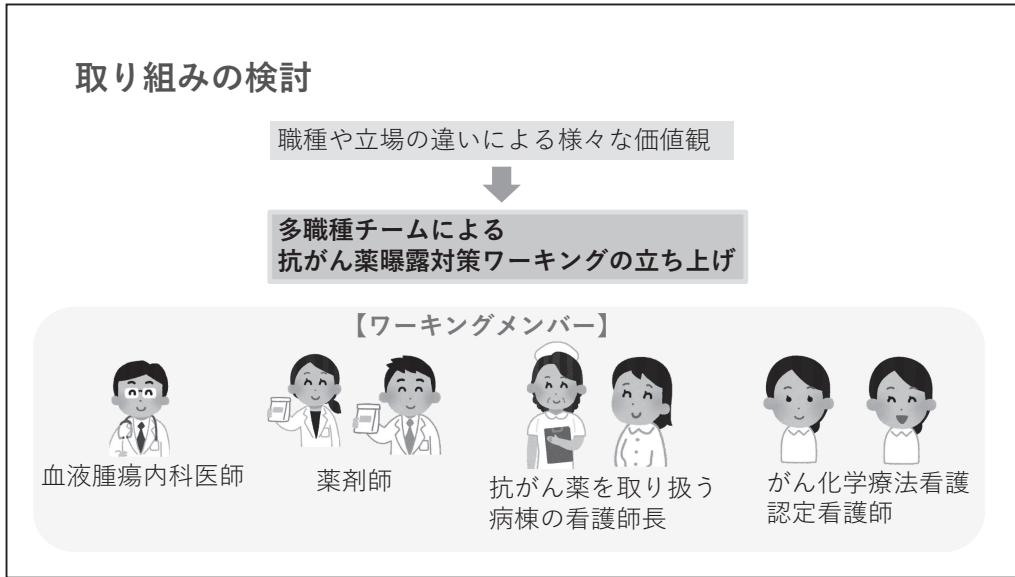 取り組みの検討
職種や立場の違いによる様々な価値観
多職種チームによる
抗がん薬曝露対策ワーキングの立ち上げ
【ワーキングメンバー】
血液腫瘍内科医師
薬剤師
抗がん薬を取り扱う
病棟の看護師長
がん化学療法看護
認定看護師